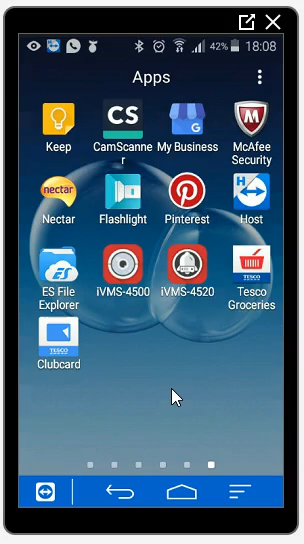 42% 18:08
Apps
Keep
CS
CamScanne
r
G
My Business
M
McAfee
Security
nectar
Nectar
Flashlight
Pinterest
H
Host
ES
ES File
Explorer
iVMS-4500
iVMS-4520
TESCO
Tesco
Groceries
TESCO
Clubcard